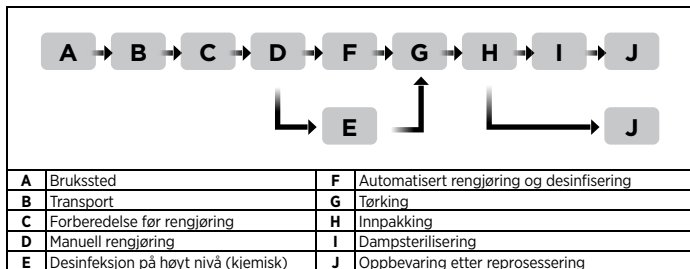 A B C D F G H I J
E J
A Brukssted F Automatisert rengjøring og desinfisering
B Transport G Tørking
C Forberedelse før rengjøring H Innpakking
D Manuell rengjøring I Dampsterilisering
E Desinfeksjon på høyt nivå (kjemisk) J Oppbevaring etter reprosessering